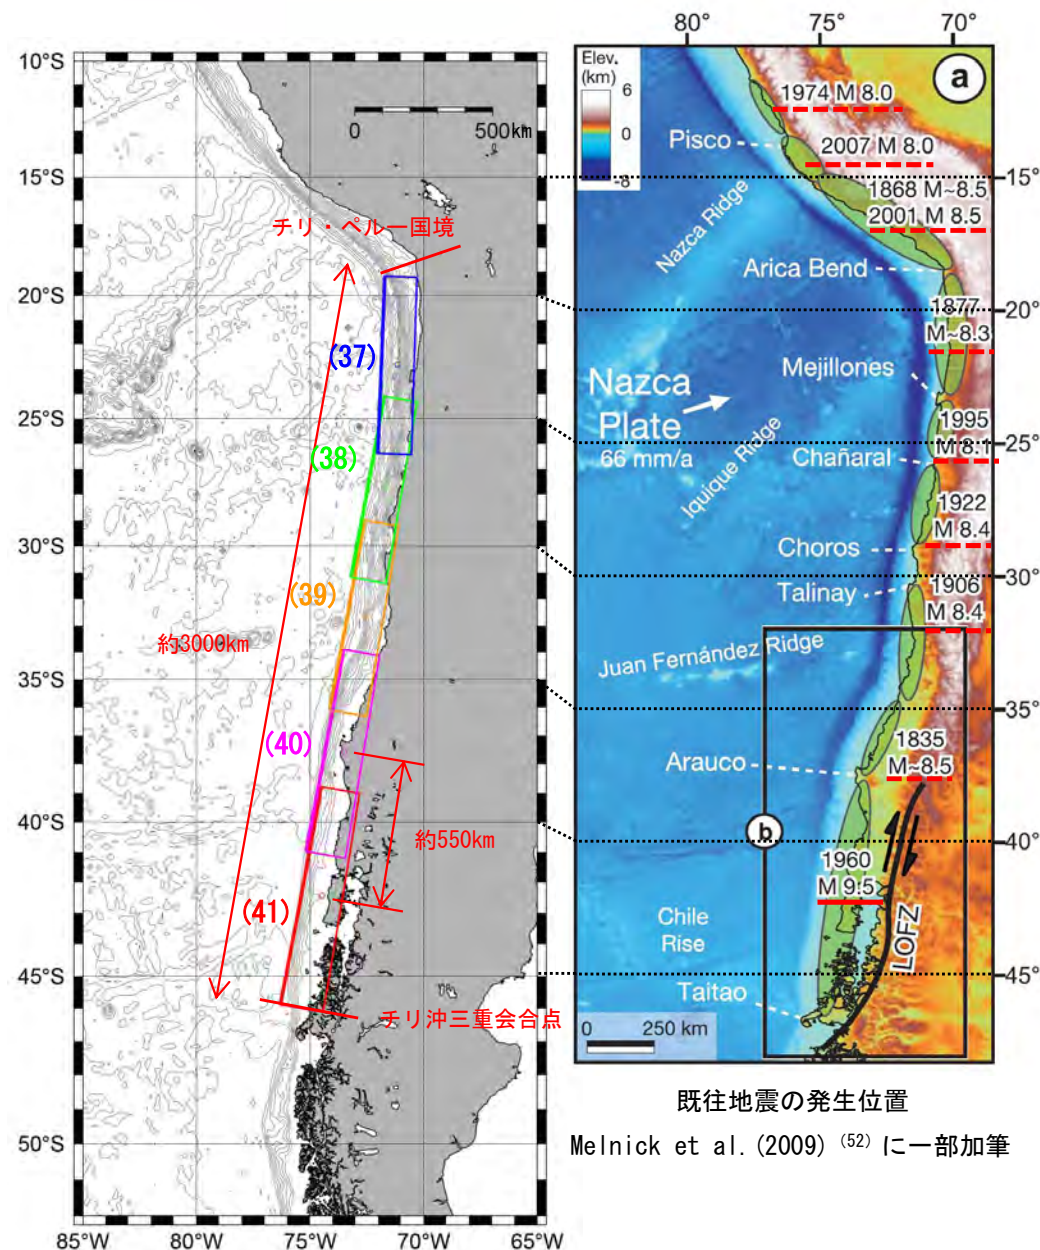 10°S
15°S
20°S
25°S
30°S
35°S
40°S
45°S
50°S
85°W
80°W
75°W
70°W
65°W
0
500km
チリ・ペルー国境
(37)
(38)
(39)
(40)
(41)
約3000km
約550km
チリ沖三重会合点
80°
75°
70°
Elev.
(km)
6
0
-8
a
1974 M 8.0
Pisco
2007 M 8.0
1868 M~8.5
2001 M 8.5
Nazca Ridge
Arica Bend
1877
M~8.3
Mejillones
Nazca
Plate
66 mm/a
Iquique Ridge
1995
M 8.1
Chañaral
1922
M 8.4
Choros
Talinay
1906
M 8.4
Juan Fernández Ridge
1835
M~8.5
Arauco
b
1960
M 9.5
LOFZ
Chile
Rise
Taitao
0
250 km
15°
20°
25°
30°
35°
40°
45°
既往地震の発生位置
Melnick et al.(2009) (52) に一部加筆